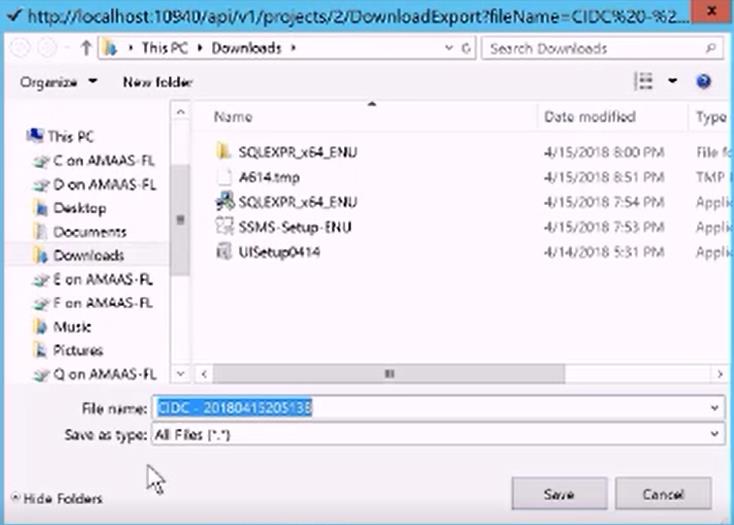 http://localhost:10940/api/v1/projects/2/DownloadExport?fileName=CIDC%20-%2...
This PC › Downloads ›
Search Downloads
Organize
New folder
Name
Date modified
Type
This PC
C on AMAAS-FL
D on AMAAS-FL
Desktop
Documents
Downloads
E on AMAAS-FL
F on AMAAS-FL
Music
Pictures
Q on AMAAS-FL
SQLEXPR_x64_ENU 4/15/2018 8:00 PM File fo
A614.tmp 4/15/2018 8:51 PM TMP
SQLEXPR_x64_ENU 4/15/2018 7:54 PM Applic
SSMS-Setup-ENU 4/15/2018 7:53 PM Applic
UISetup0414 4/14/2018 5:31 PM Applic
File name: CIDC - 20180415205138
Save as type: All Files (*.*)
Hide Folders
Save
Cancel